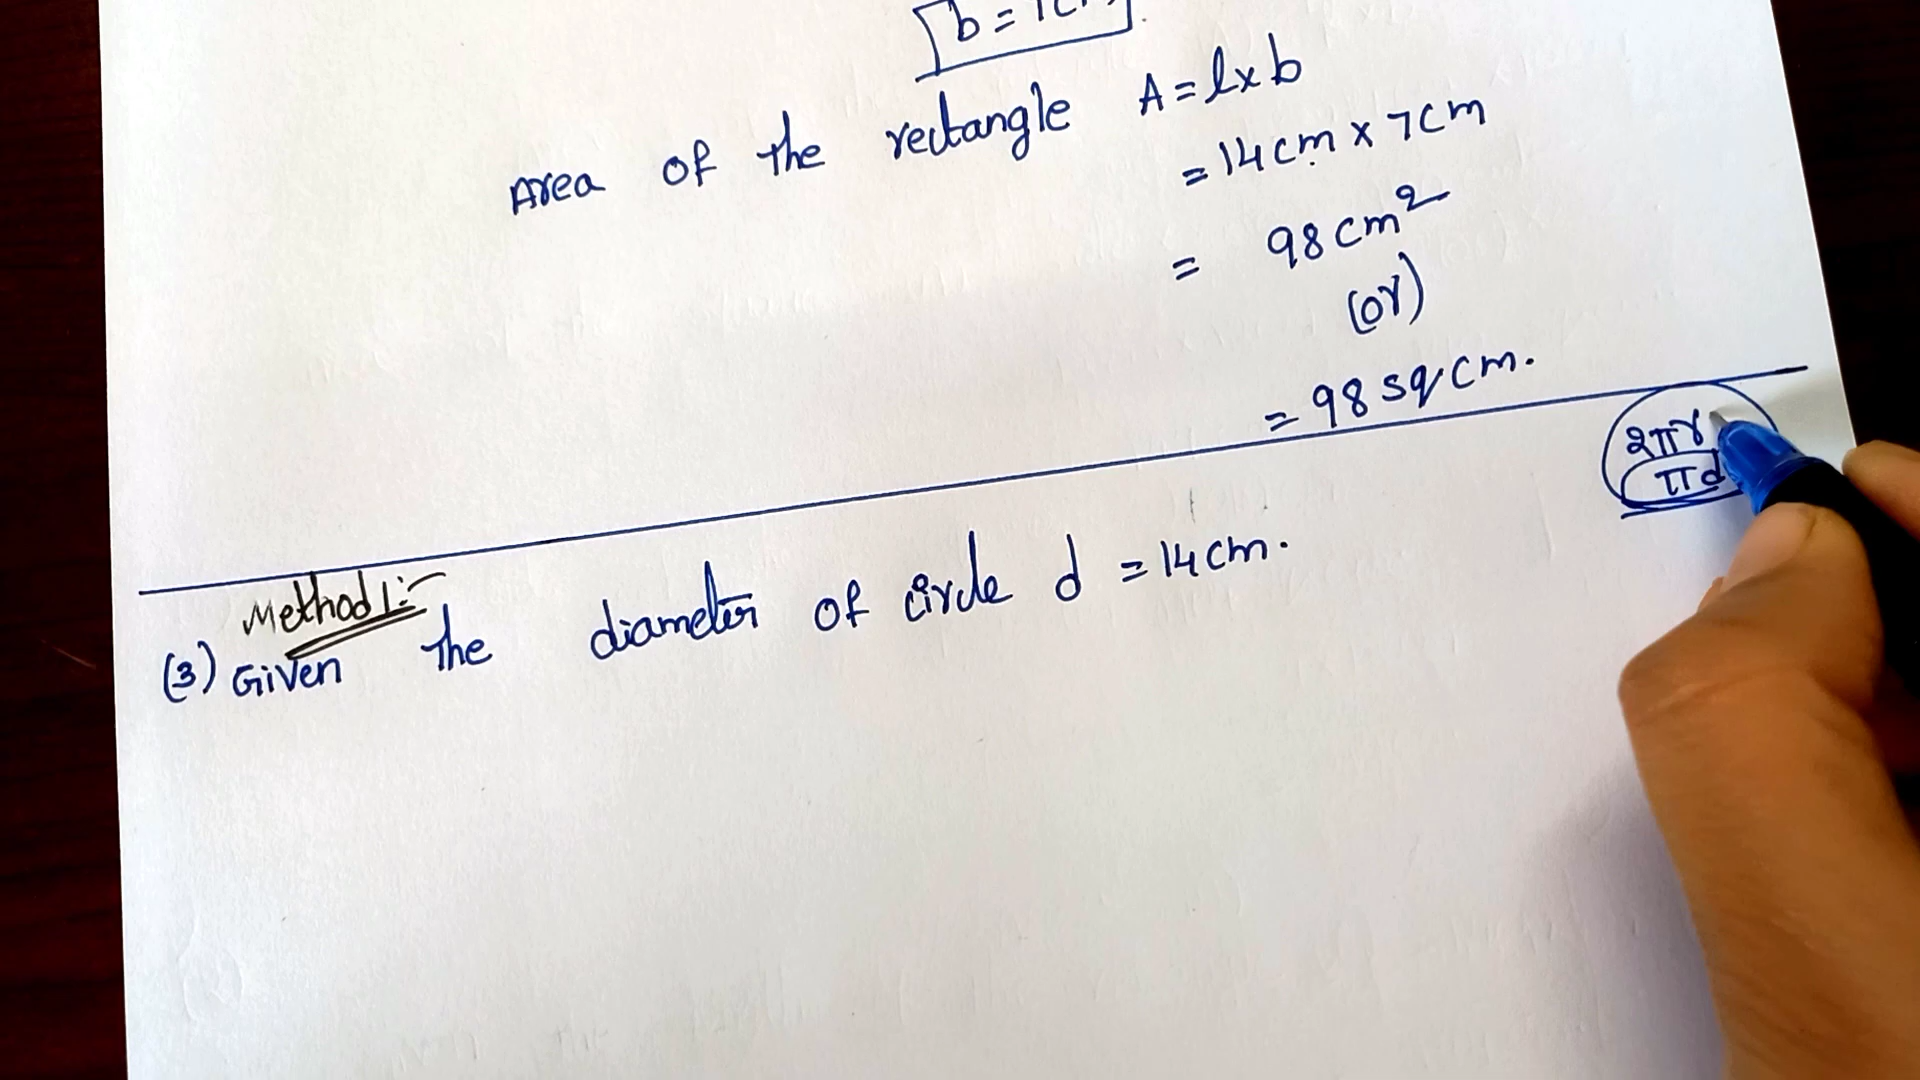 b = 7cm
Area of the rectangle A = l x b
= 14 cm x 7 cm
= 98 cm²
(or)
= 98 sq cm.
2πr
πd
Method 1:-
(3) Given the diameter of circle d = 14 cm.